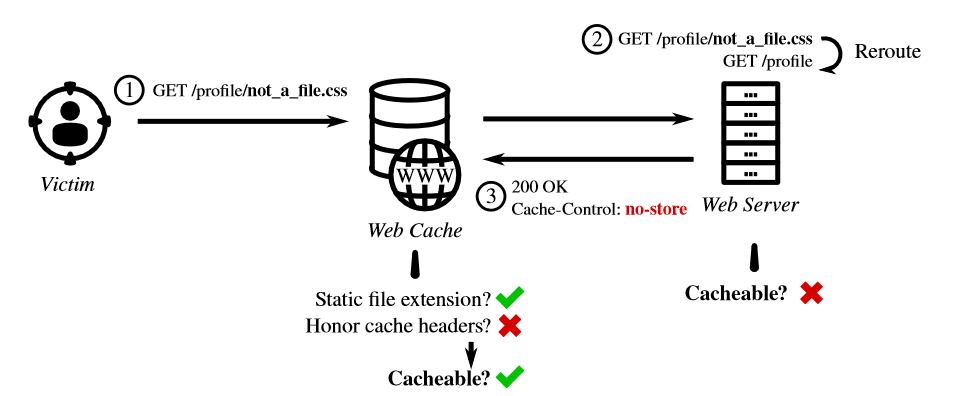 2 GET /profile/not_a_file.css
GET /profile
Reroute
1 GET /profile/not_a_file.css
Victim
WWW
Web Cache
3 200 OK
Cache-Control: no-store
Web Server
Static file extension?
Honor cache headers?
Cacheable?
Cacheable?